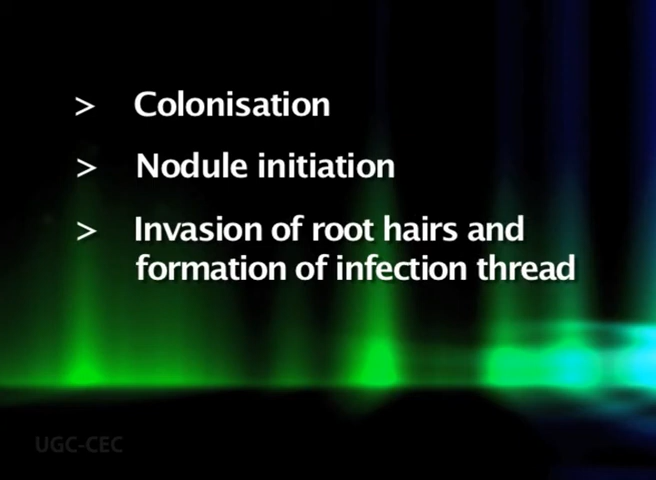 > Colonisation
> Nodule initiation
> Invasion of root hairs and
formation of infection thread
UGC-CEC